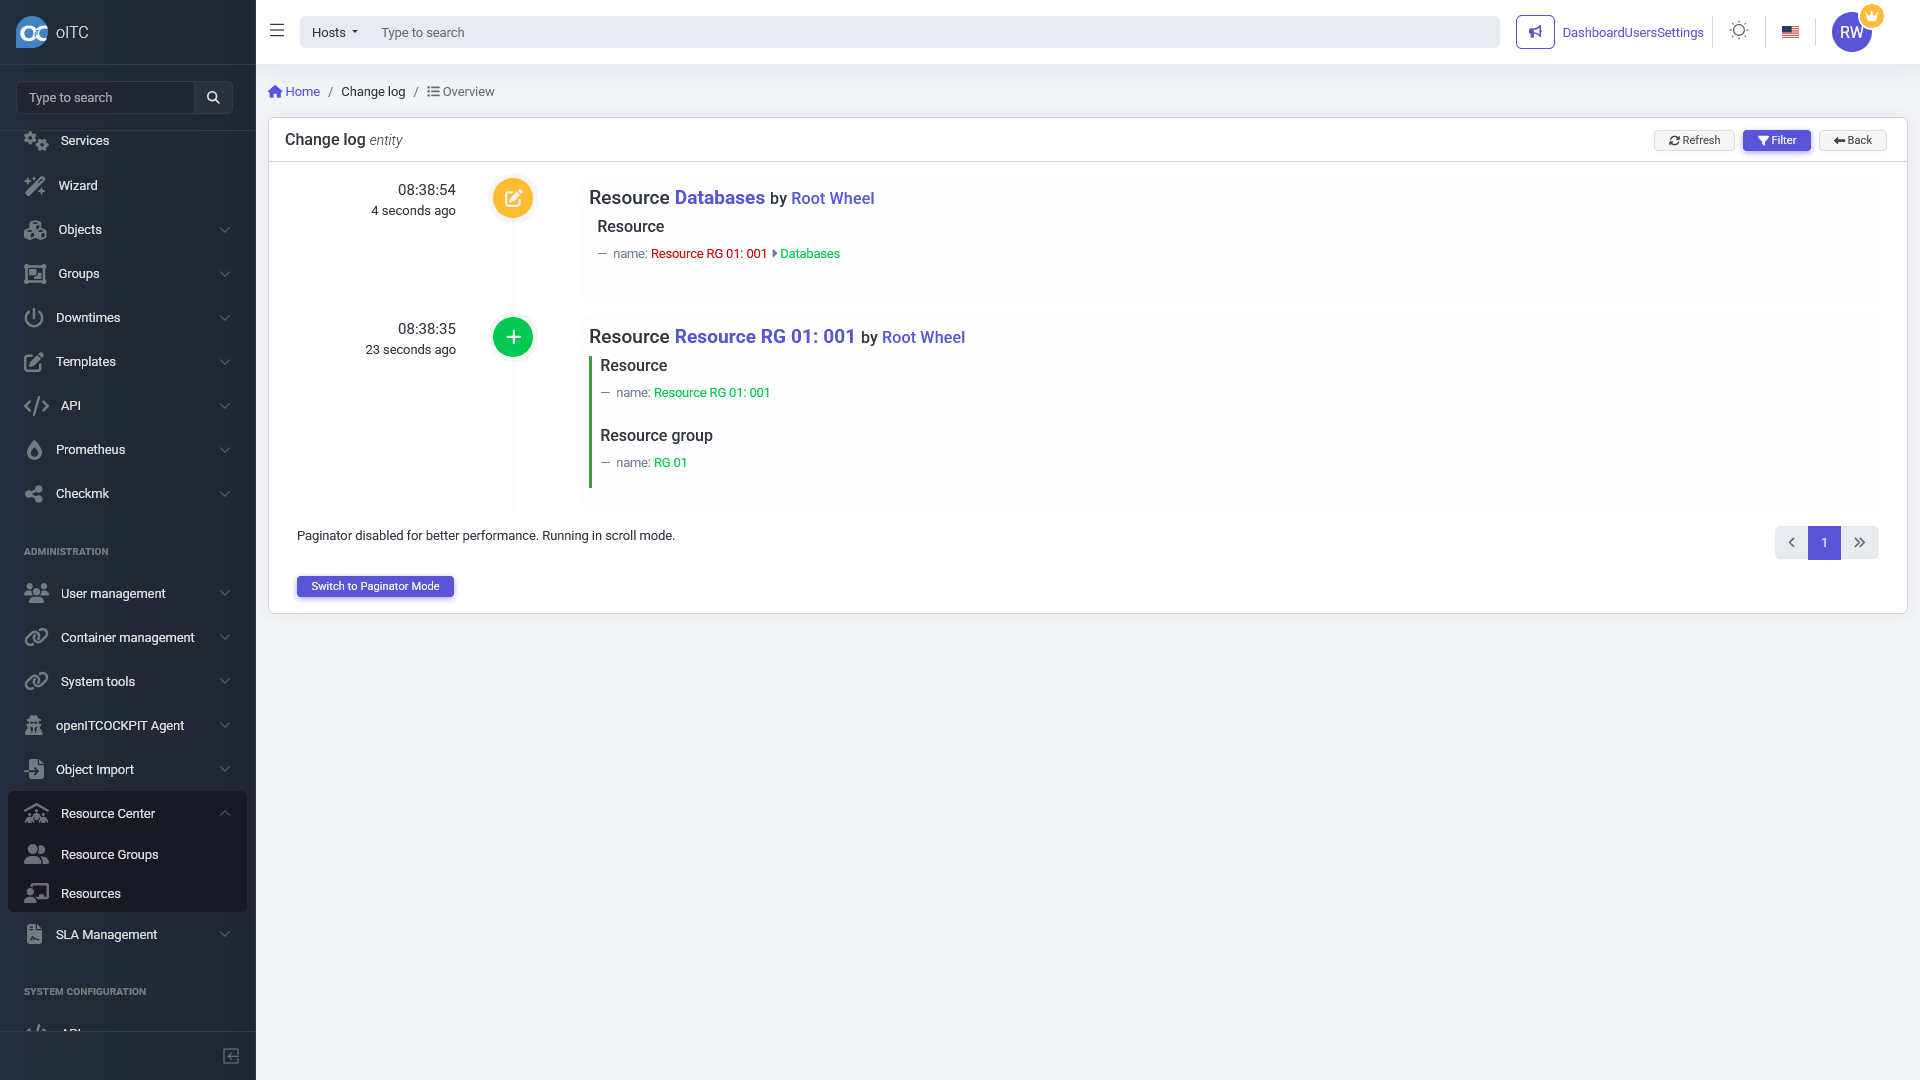 oITC
Hosts
Type to search
DashboardUsersSettings
RW
Type to search
Home / Change log / Overview
Services
Wizard
Objects
Groups
Downtimes
Templates
API
Prometheus
Checkmk
ADMINISTRATION
User management
Container management
System tools
openITCOCKPIT Agent
Object Import
Resource Center
Resource Groups
Resources
SLA Management
SYSTEM CONFIGURATION
API
Change log entity
Refresh
Filter
Back
08:38:54
4 seconds ago
Resource Databases by Root Wheel
Resource
— name: Resource RG 01: 001 Databases
08:38:35
23 seconds ago
Resource Resource RG 01: 001 by Root Wheel
Resource
— name: Resource RG 01: 001
Resource group
— name: RG 01
Paginator disabled for better performance. Running in scroll mode.
1
Switch to Paginator Mode